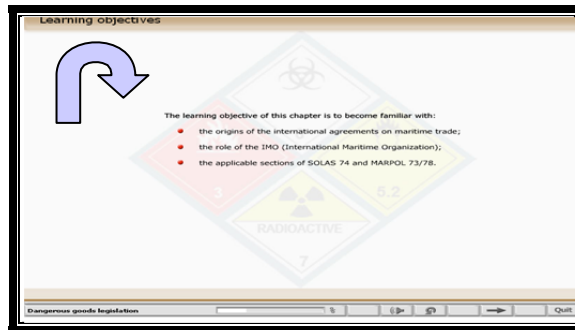 Learning objectives
The learning objective of this chapter is to become familiar with:
the origins of the international agreements on maritime trade;
the role of the IMO (International Maritime Organization);
the applicable sections of SOLAS 74 and MARPOL 73/78.
3
5.2
RADIOACTIVE
7
Dangerous goods legislation
Quit